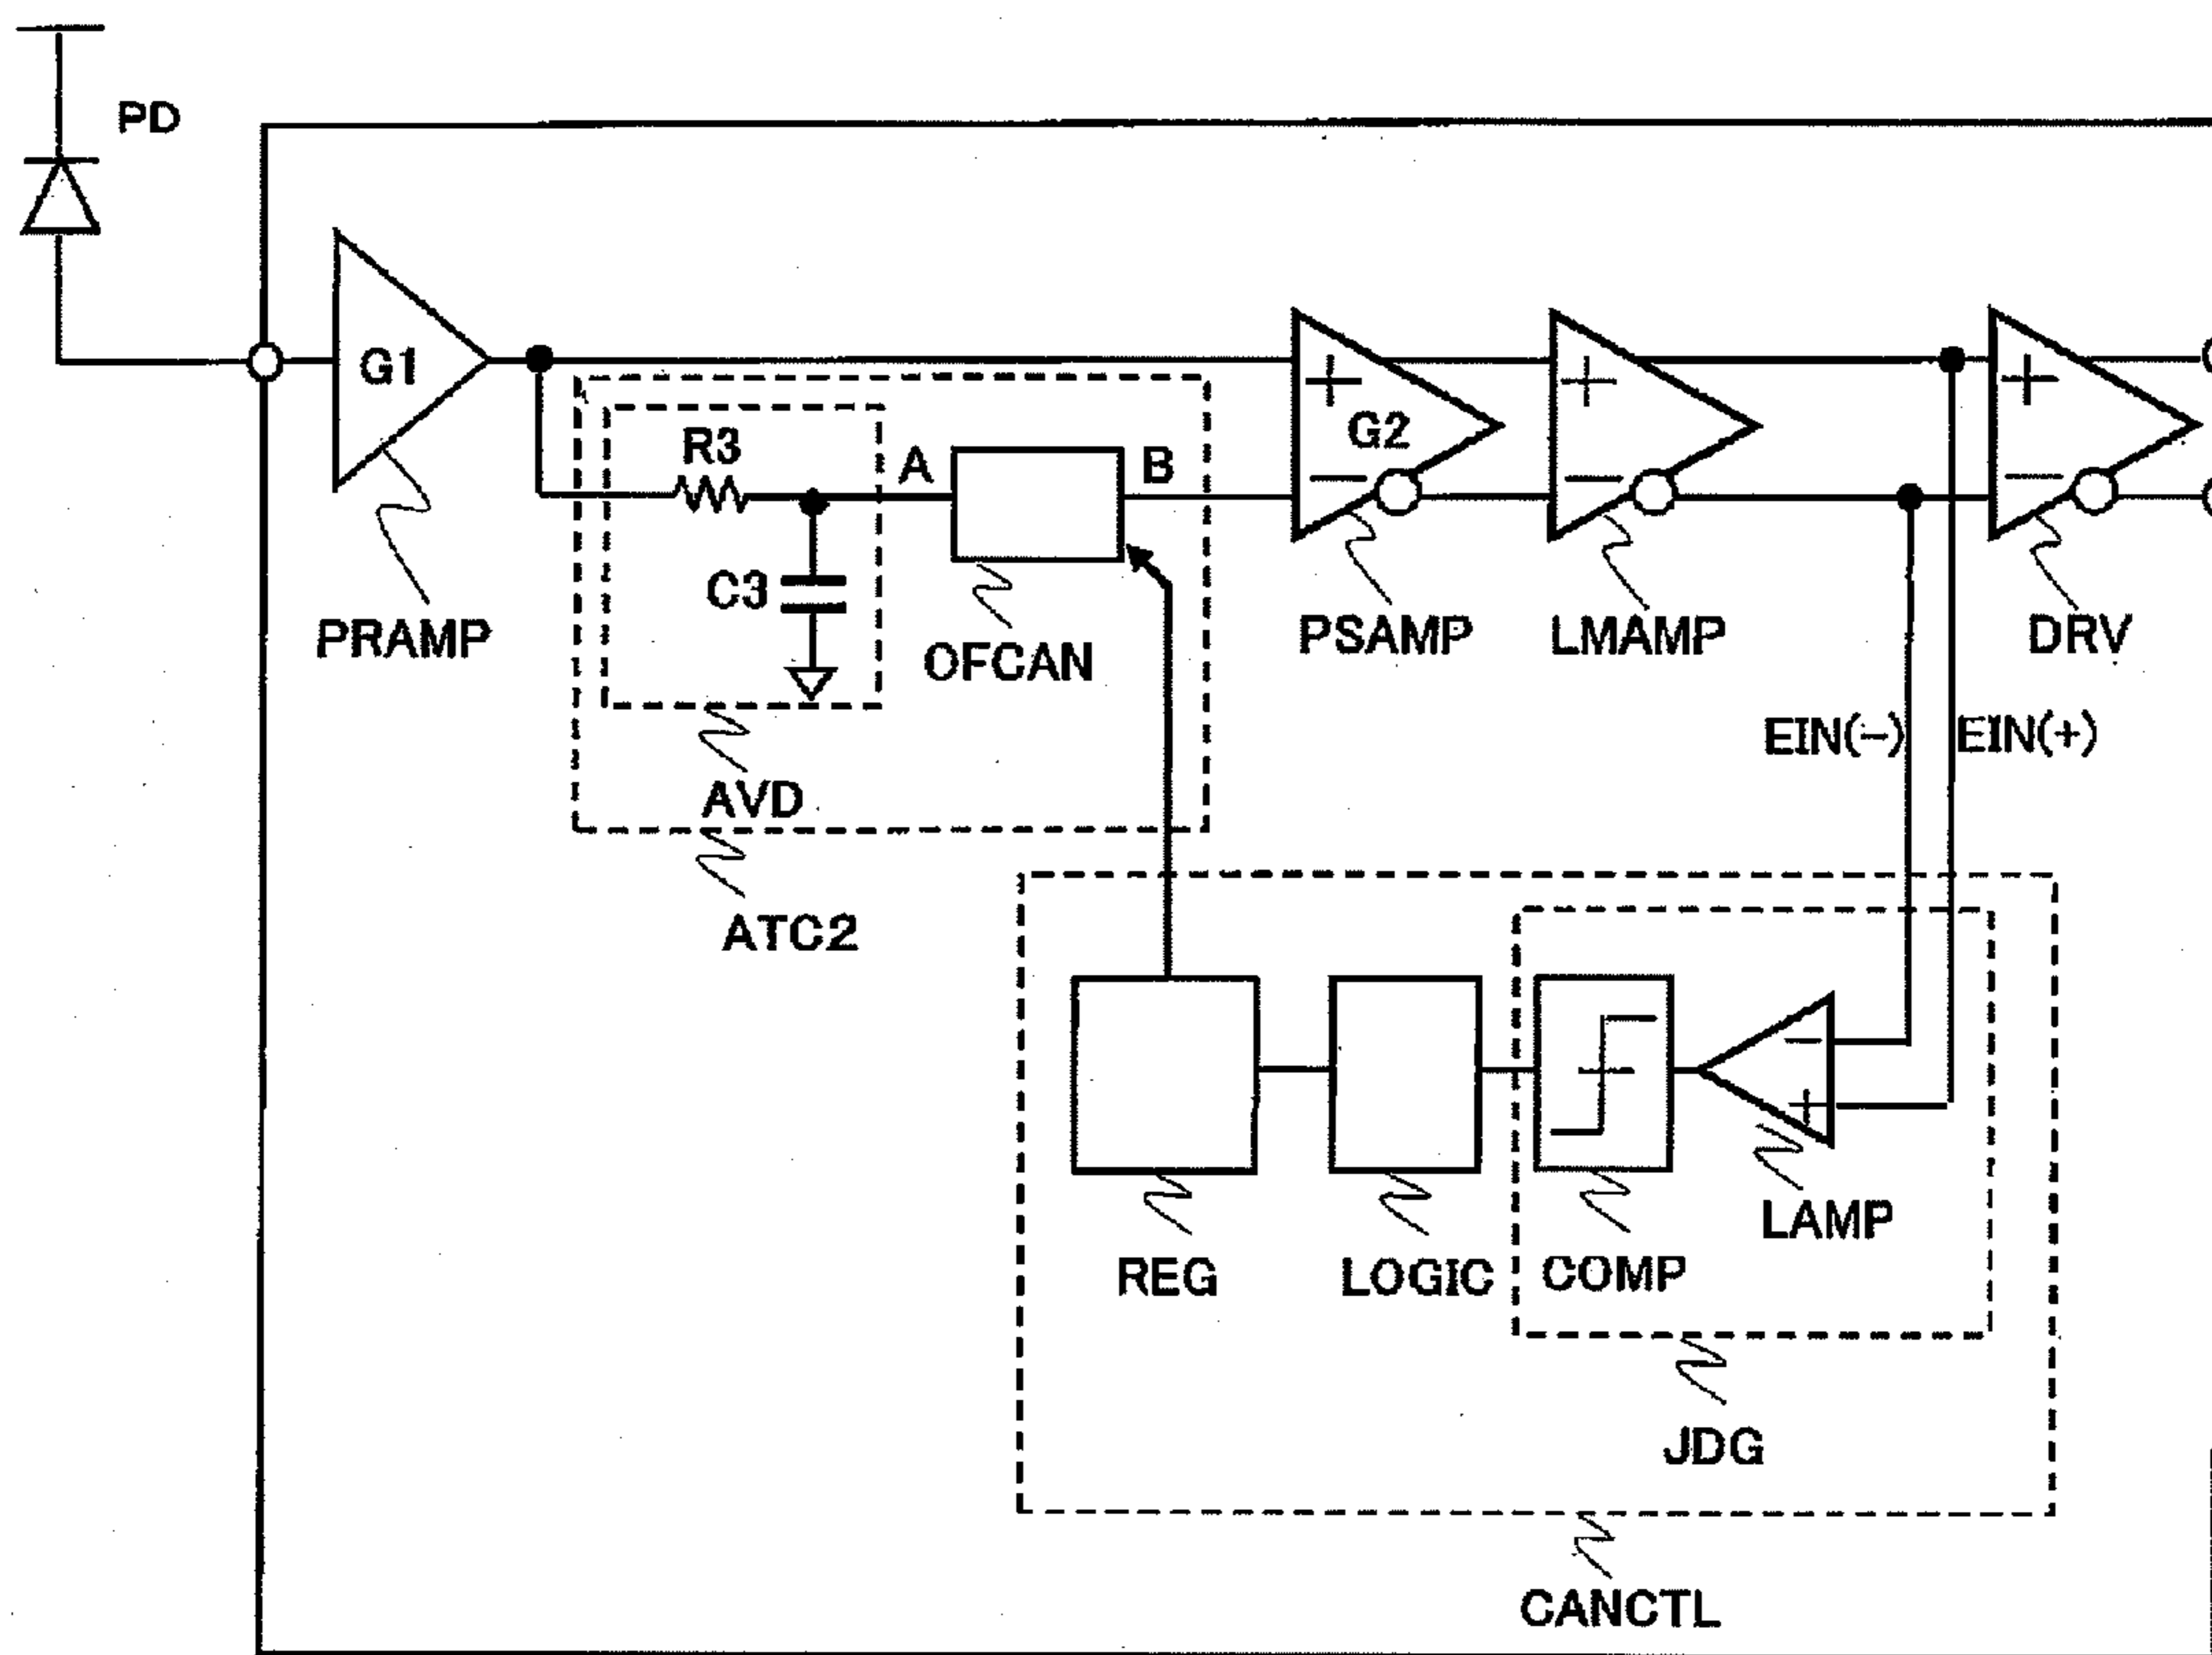 PD
G1
R3
A
B
G2
C3
PRAMP
OFCAN
PSAMP
LMAMP
DRV
EIN(−)
EIN(+)
AVD
ATC2
LAMP
REG
LOGIC
COMP
JDG
CANCTL